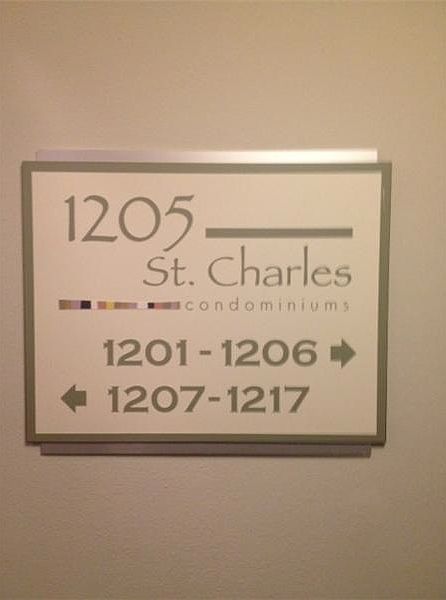 1205
St. Charles
condominiums
1201 - 1206
1207-1217